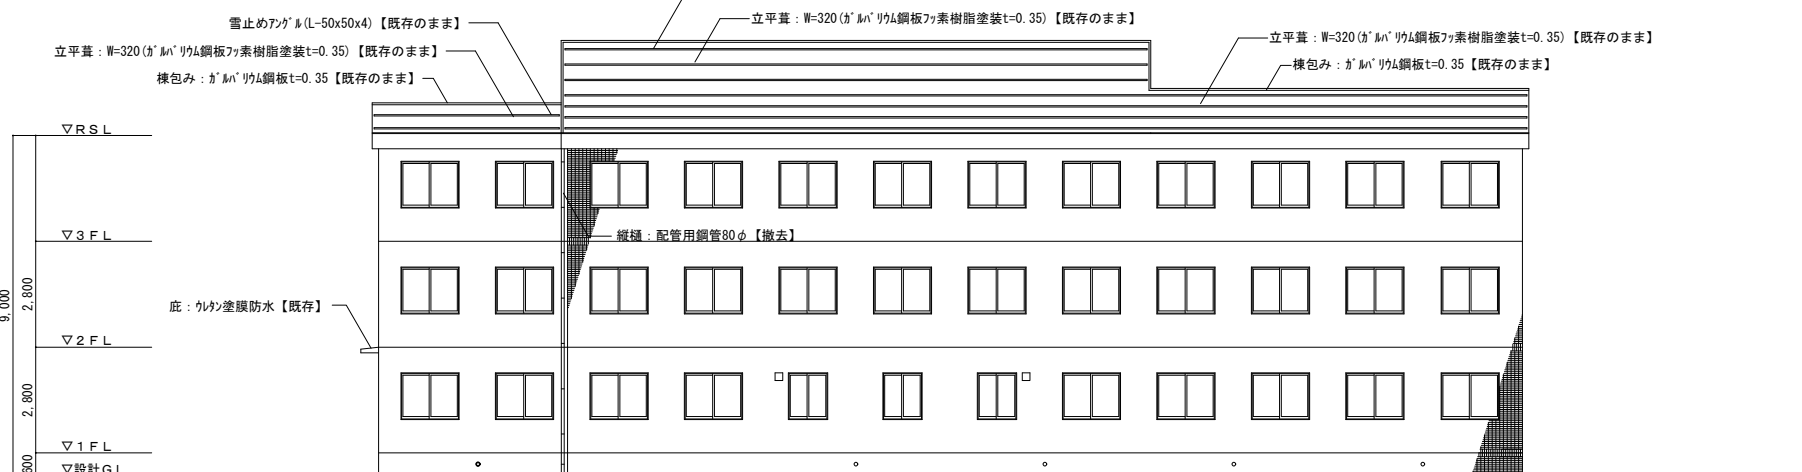 雪止めｱﾝｸﾞﾙ(L-50x50x4)【既存のまま】
立平葺：W=320(ｶﾞﾙﾊﾞﾘｳﾑ鋼板ﾌｯ素樹脂塗装t=0.35)【既存のまま】
立平葺：W=320(ｶﾞﾙﾊﾞﾘｳﾑ鋼板ﾌｯ素樹脂塗装t=0.35)【既存のまま】
立平葺：W=320(ｶﾞﾙﾊﾞﾘｳﾑ鋼板ﾌｯ素樹脂塗装t=0.35)【既存のまま】
棟包み：ｶﾞﾙﾊﾞﾘｳﾑ鋼板t=0.35【既存のまま】
棟包み：ｶﾞﾙﾊﾞﾘｳﾑ鋼板t=0.35【既存のまま】
▽ＲＳＬ
▽３ＦＬ
縦樋：配管用鋼管80φ【撤去】
9,000
2,800
庇：ｳﾚﾀﾝ塗膜防水【既存】
▽２ＦＬ
2,800
▽１ＦＬ
▽設計ＧＬ